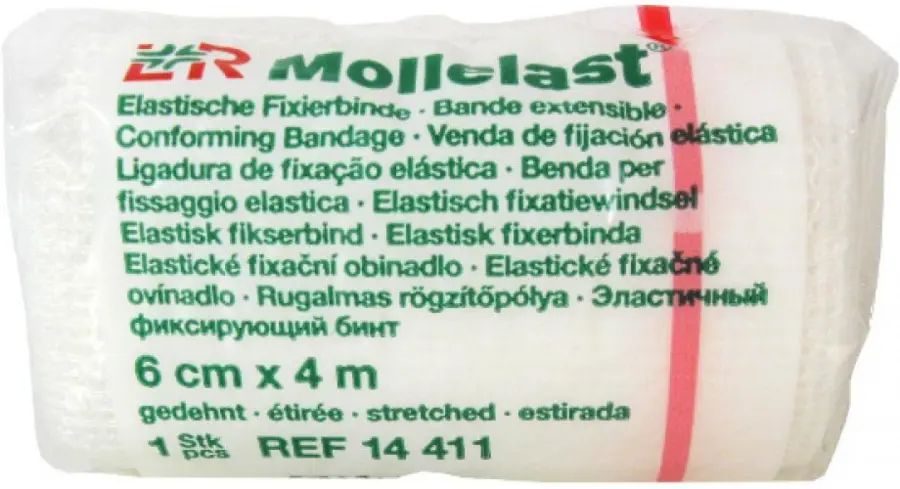 L&R Mollelast®
Elastische Fixierbinde · Bande extensible ·
Conforming Bandage · Venda de fijación elástica
Ligadura de fixação elástica · Benda per
fissaggio elastica · Elastisch fixatiewindsel
Elastisk fikserbind · Elastisk fixerbinda
Elastické fixační obinadlo · Elastické fixačné
ovínadlo · Rugalmas rögzítőpólya · Эластичный
фиксирующий бинт
6 cm x 4 m
gedehnt · étirée · stretched · estirada
1 Stk pcs REF 14 411